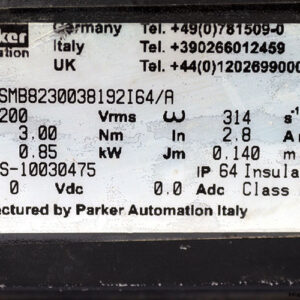 Germany Tel. +49(0)781509-0
Italy Tel. +390266012459
UK Tel. +44(0)1202699000
SMB8230038192I64/A
200 Vrms ω 314 s-1
3.00 Nm In 2.8 A
0.85 kW Jm 0.140 m
S-10030475 IP 64 Insula
0 Vdc 0.0 Adc Class
ctured by Parker Automation Italy